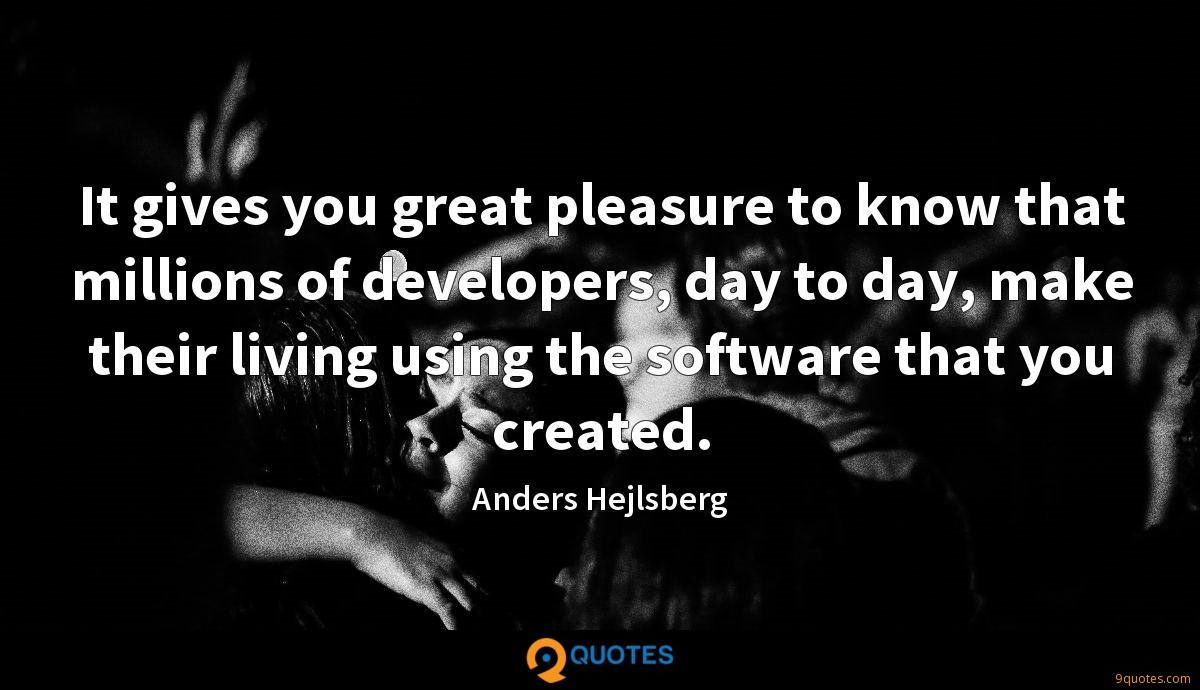 It gives you great pleasure to know that
millions of developers, day to day, make
their living using the software that you
created.
Anders Hejlsberg
QUOTES
9quotes.com